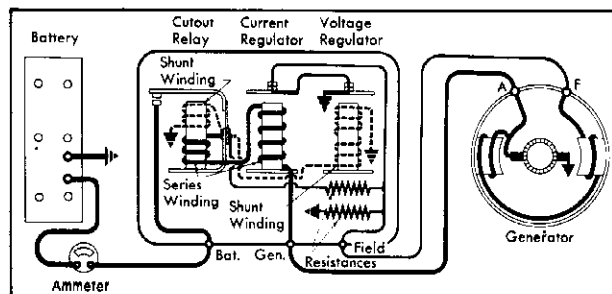 Cutout
Relay
Current
Regulator
Voltage
Regulator
Battery
Shunt
Winding
A
F
Series
Winding
Shunt
Winding
Generator
Bat.
Gen.
Field
Resistances
Ammeter